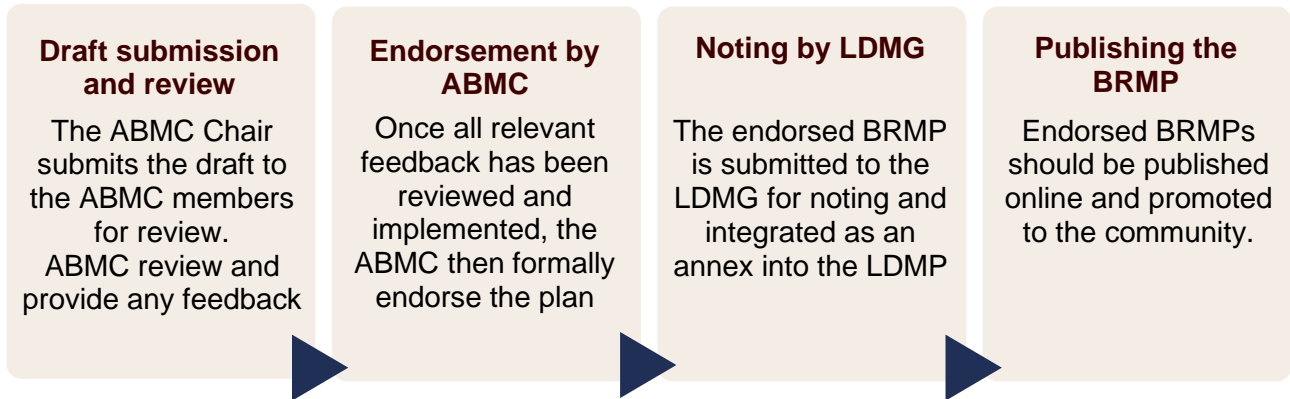 Draft submission
and review
The ABMC Chair
submits the draft to
the ABMC members
for review.
ABMC review and
provide any feedback
Endorsement by
ABMC
Once all relevant
feedback has been
reviewed and
implemented, the
ABMC then formally
endorse the plan
Noting by LDMG
The endorsed BRMP
is submitted to the
LDMG for noting and
integrated as an
annex into the LDMP
Publishing the
BRMP
Endorsed BRMPs
should be published
online and promoted
to the community.